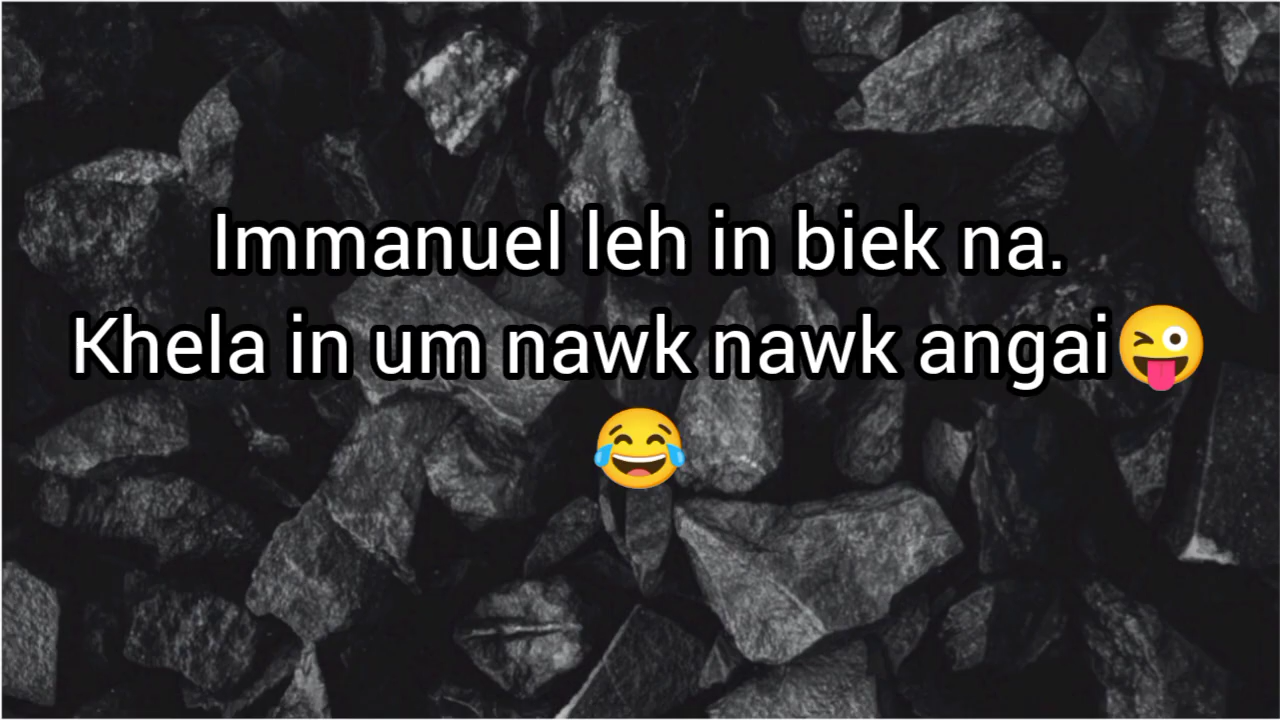 Immanuel leh in biek na.
Khela in um nawk nawk angai😜
😂